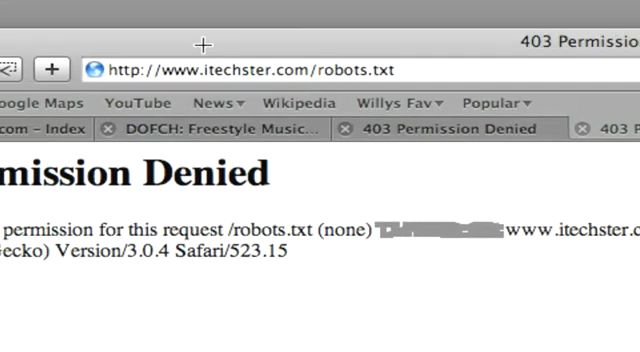 403 Permissio
http://www.itechster.com/robots.txt
oogle Maps YouTube News Wikipedia Willys Fav Popular
com – Index DOFCH: Freestyle Music... 403 Permission Denied 403 P
mission Denied
permission for this request /robots.txt (none) www.itechster.c
Gecko) Version/3.0.4 Safari/523.15